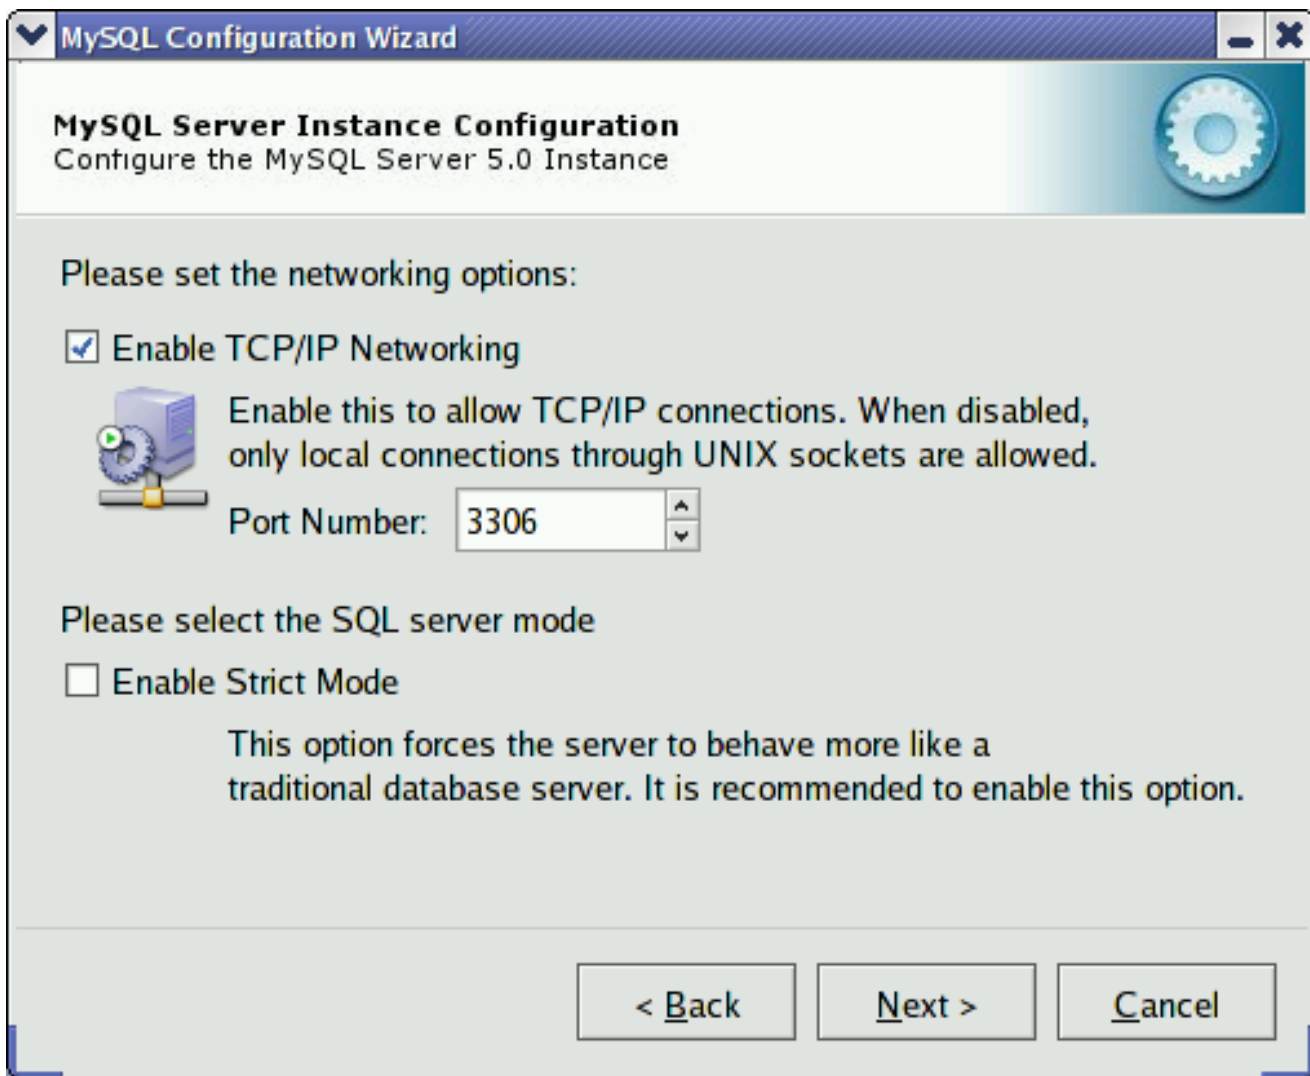 MySQL Configuration Wizard
MySQL Server Instance Configuration
Configure the MySQL Server 5.0 Instance
Please set the networking options:
Enable TCP/IP Networking
Enable this to allow TCP/IP connections. When disabled,
only local connections through UNIX sockets are allowed.
Port Number: 3306
Please select the SQL server mode
Enable Strict Mode
This option forces the server to behave more like a
traditional database server. It is recommended to enable this option.
< Back Next > Cancel